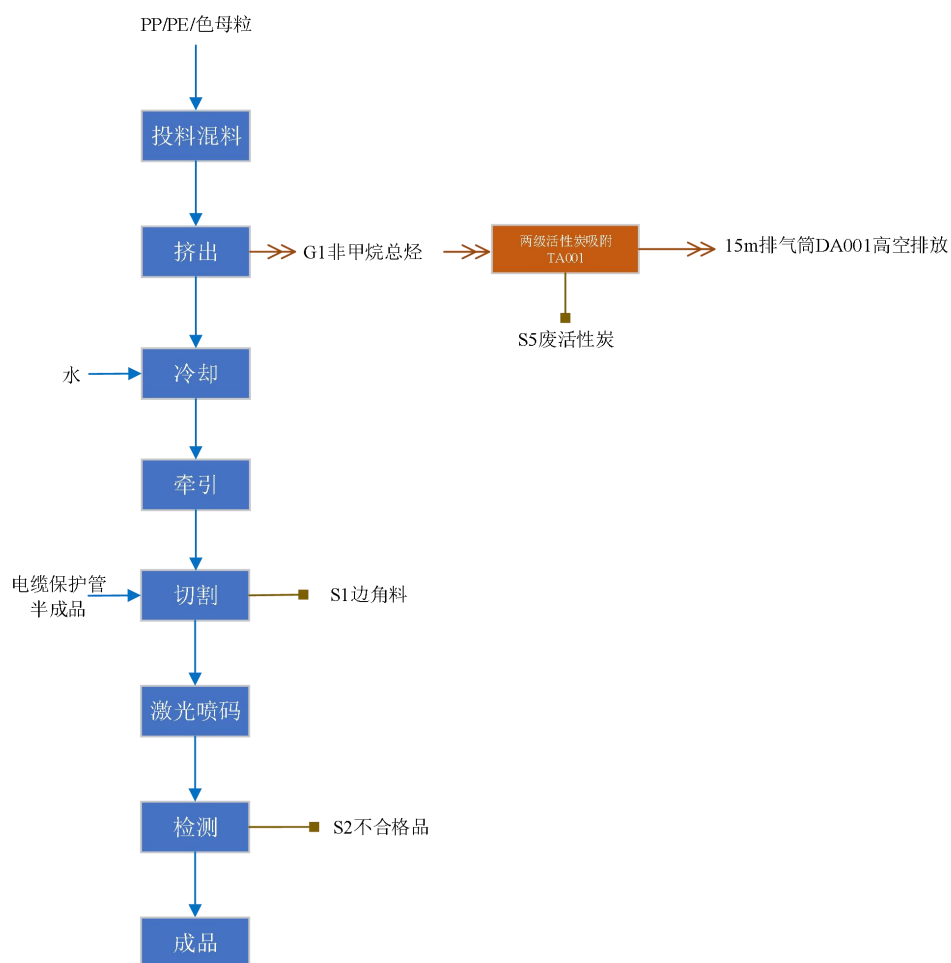 PP/PE/色母粒
投料混料
挤出
G1非甲烷总烃
两级活性炭吸附
TA001
15m排气筒DA001高空排放
S5废活性炭
水
冷却
牵引
电缆保护管
半成品
切割
S1边角料
激光喷码
检测
S2不合格品
成品